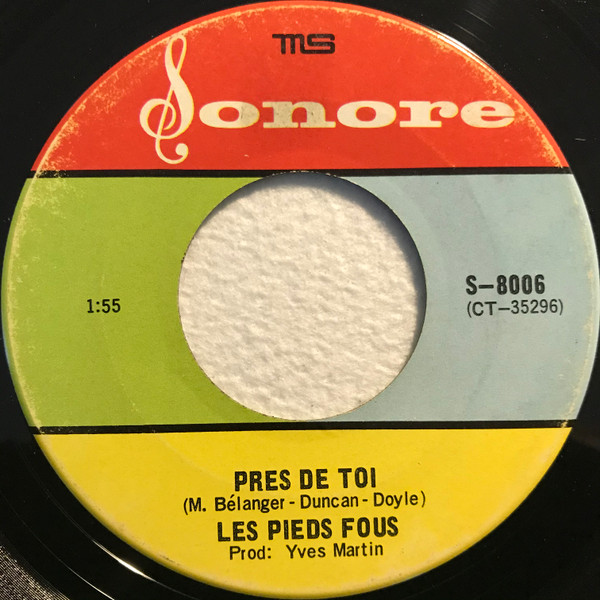 MS
Sonore
1:55
S-8006
(CT-35296)
PRES DE TOI
(M. Bélanger - Duncan - Doyle)
LES PIEDS FOUS
Prod: Yves Martin